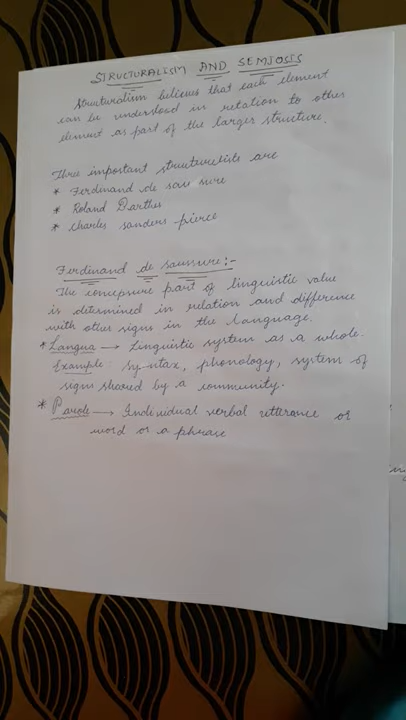 STRUCTURALISM AND SEMIOSIS
Structuralism believes that each element
can be understood in relation to other
element as part of the larger structure.
Three important structuralists are
* Ferdinand de saussure
* Roland Barthes
* Charles sanders pierce
Ferdinand de saussure :-
The concepsure part of linguistic value
is determined in relation and difference
with other signs in the language.
* Langua → Linguistic system as a whole.
Example: Syntax, phonology, system of
sign shared by a community.
* Parole → Individual verbal utterance or
word or a phrase